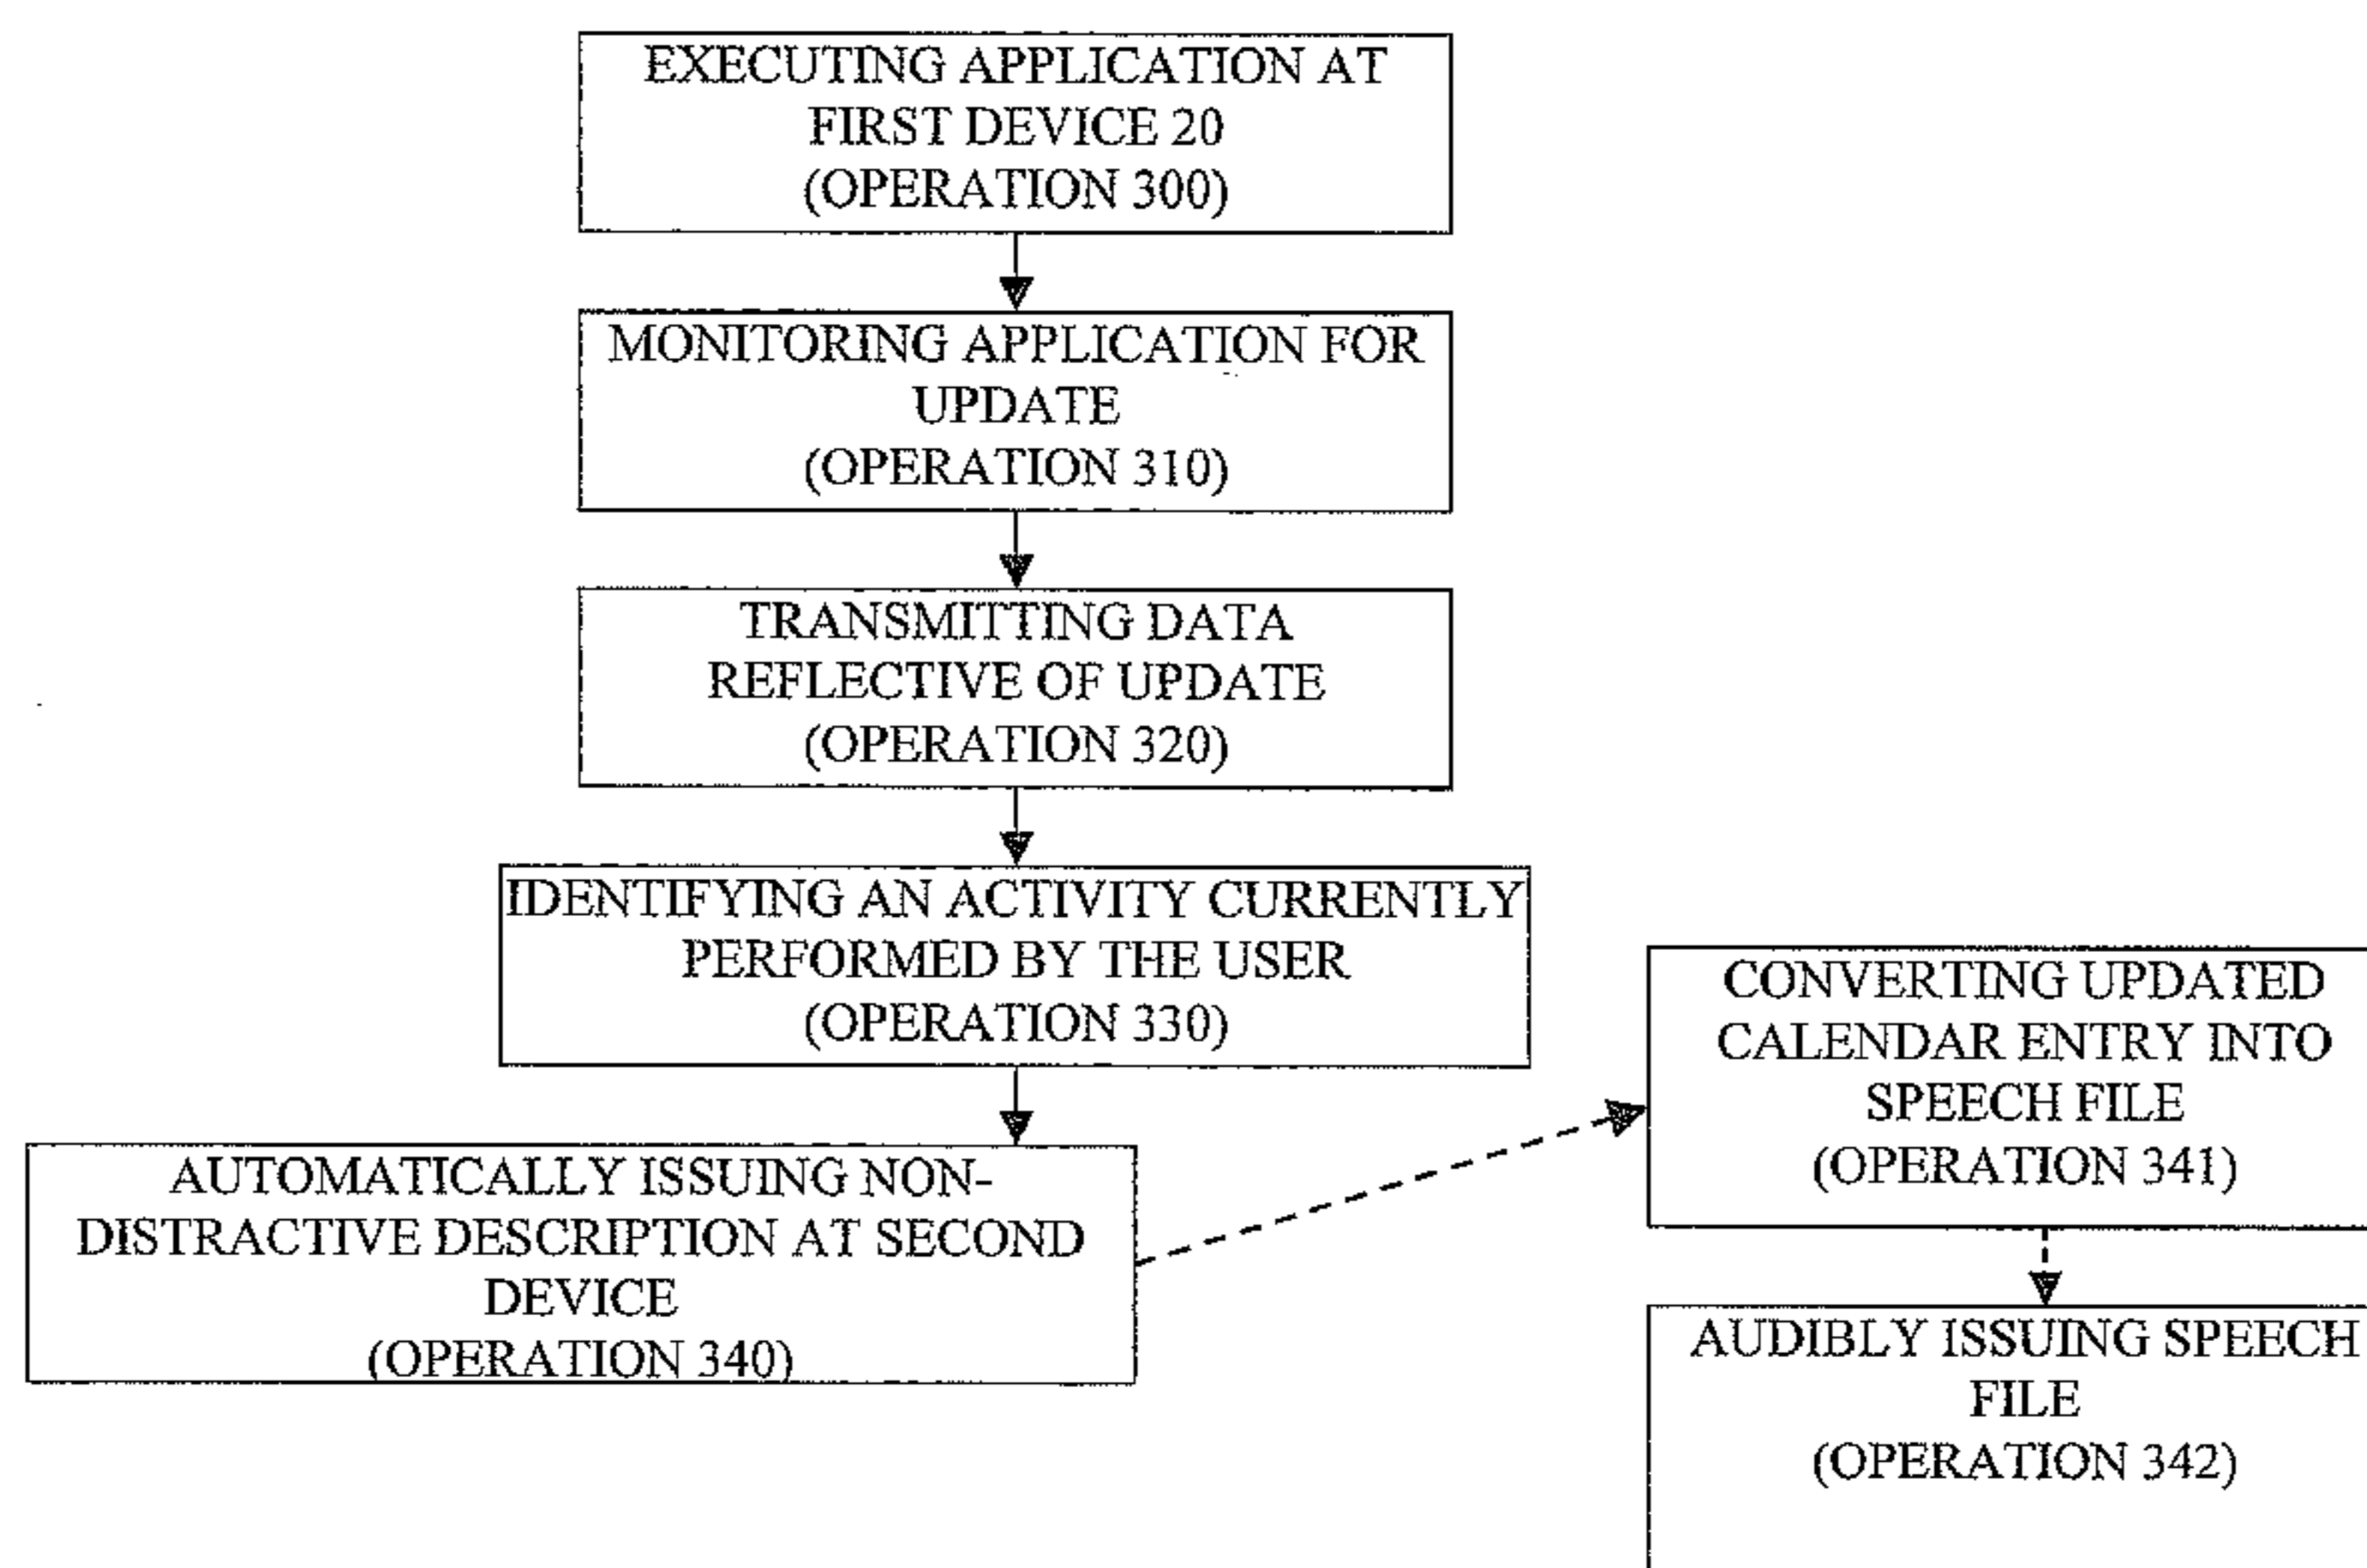 EXECUTING APPLICATION AT
FIRST DEVICE 20
(OPERATION 300)
MONITORING APPLICATION FOR
UPDATE
(OPERATION 310)
TRANSMITTING DATA
REFLECTIVE OF UPDATE
(OPERATION 320)
IDENTIFYING AN ACTIVITY CURRENTLY
PERFORMED BY THE USER
(OPERATION 330)
AUTOMATICALLY ISSUING NON-
DISTRACTIVE DESCRIPTION AT SECOND
DEVICE
(OPERATION 340)
CONVERTING UPDATED
CALENDAR ENTRY INTO
SPEECH FILE
(OPERATION 341)
AUDIBLY ISSUING SPEECH
FILE
(OPERATION 342)